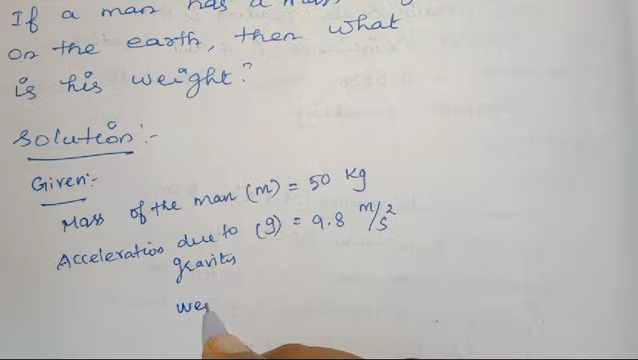 If a man has a mass
on the earth, then what
is his weight?
Solution:-
Given:-
Mass of the man (m) = 50 kg
Acceleration due to (g) = 9.8 m/s²
gravity
we